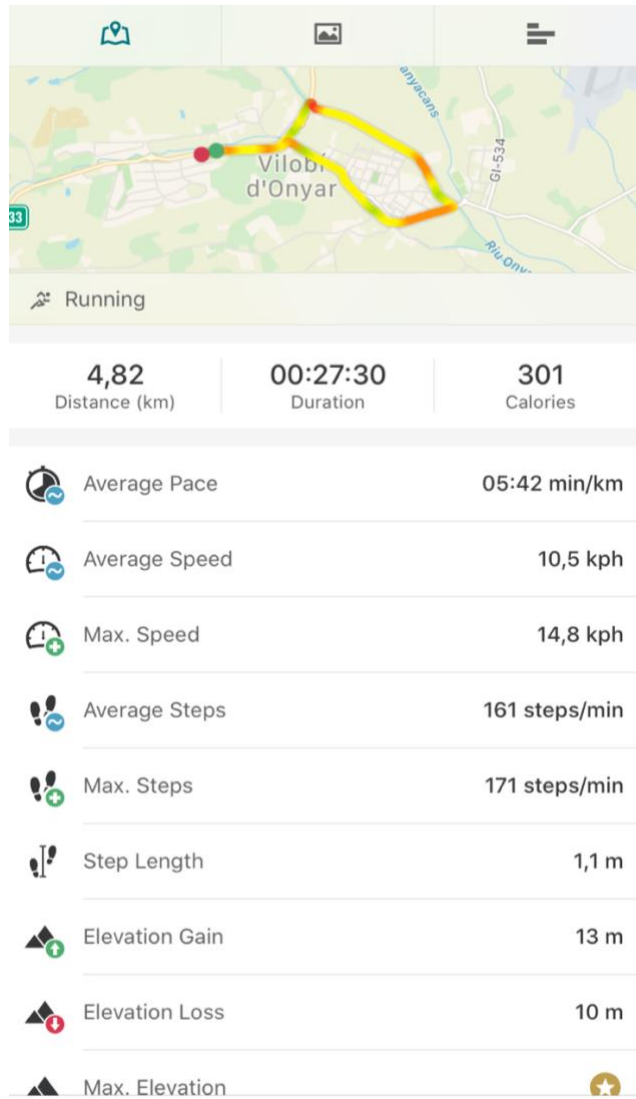 anyacans
GI-534
Vilobí
d'Onyar
33
Riu Ony
Running
4,82
Distance (km)
00:27:30
Duration
301
Calories
Average Pace
05:42 min/km
Average Speed
10,5 kph
Max. Speed
14,8 kph
Average Steps
161 steps/min
Max. Steps
171 steps/min
Step Length
1,1 m
Elevation Gain
13 m
Elevation Loss
10 m
Max. Elevation